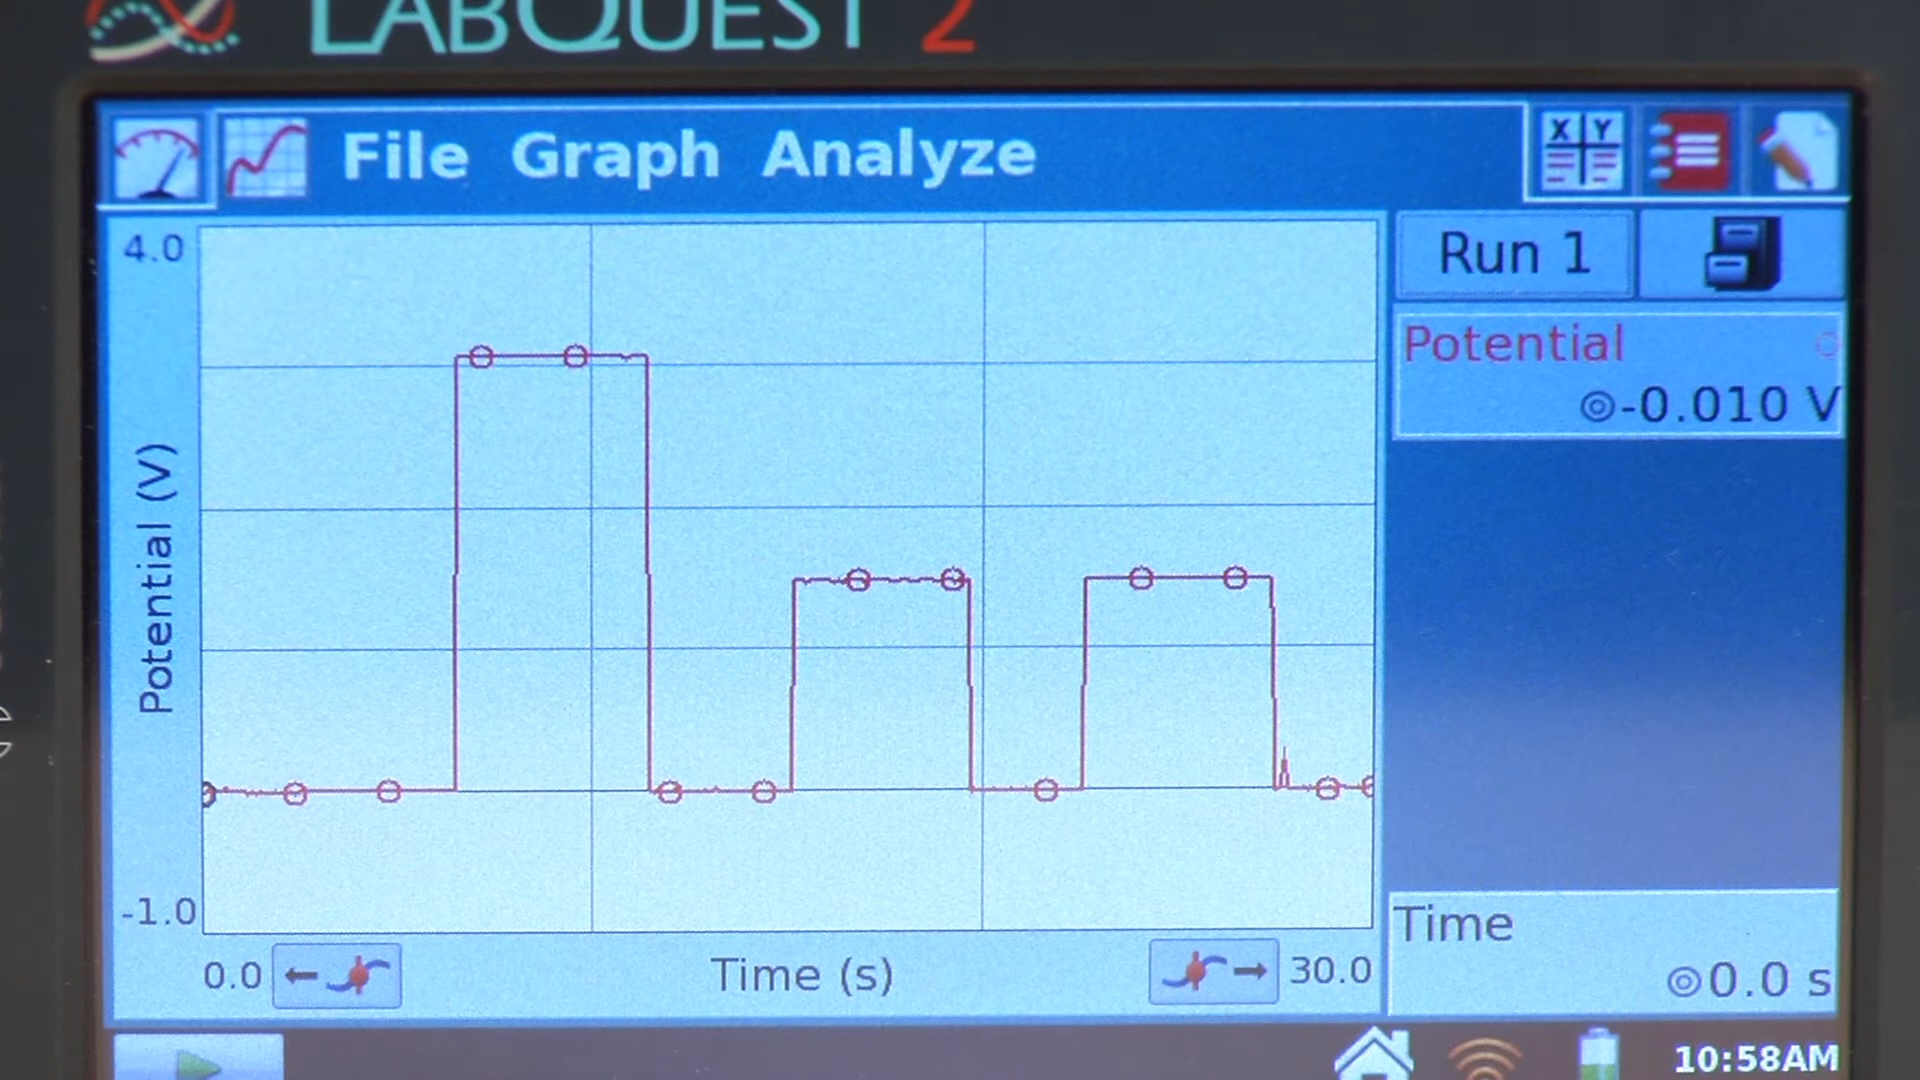 LABQUEST 2
File Graph Analyze
X Y
4.0
Run 1
Potential
-0.010 V
Potential (V)
-1.0
0.0
Time (s)
30.0
Time
0.0 s
10:58AM